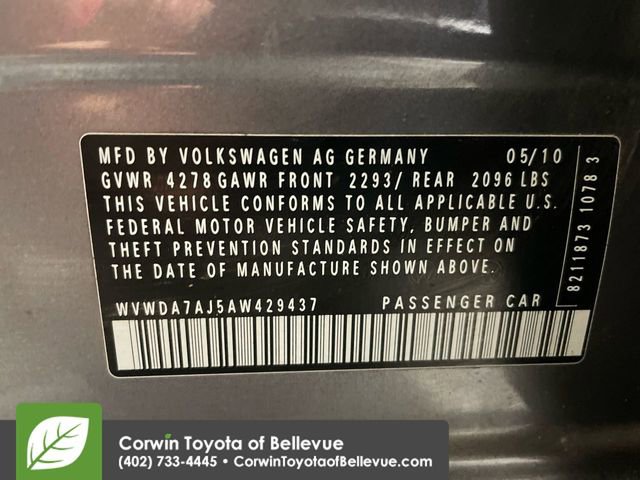 MFD BY VOLKSWAGEN AG GERMANY 05/10
GVWR 4278 GAWR FRONT 2293/ REAR 2096 LBS
THIS VEHICLE CONFORMS TO ALL APPLICABLE U.S.
FEDERAL MOTOR VEHICLE SAFETY, BUMPER AND
THEFT PREVENTION STANDARDS IN EFFECT ON
THE DATE OF MANUFACTURE SHOWN ABOVE.
WVWDA7AJ5AW429437 PASSENGER CAR
8211873 1078 3
Corwin Toyota of Bellevue
(402) 733-4445 • CorwinToyotaofBellevue.com